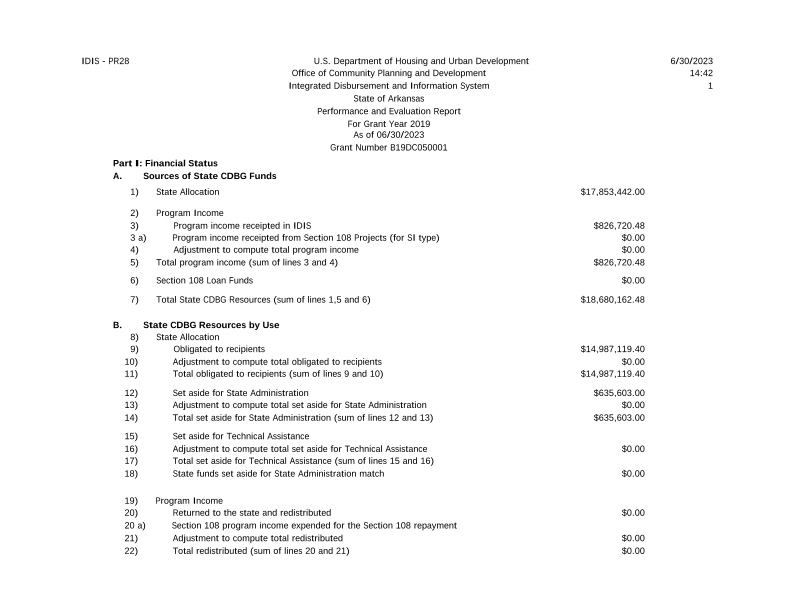 IDIS - PR28 U.S. Department of Housing and Urban Development 6/30/2023
Office of Community Planning and Development 14:42
Integrated Disbursement and Information System 1
State of Arkansas
Performance and Evaluation Report
For Grant Year 2019
As of 06/30/2023
Grant Number B19DC050001
Part I: Financial Status
A. Sources of State CDBG Funds
1) State Allocation $17,853,442.00
2) Program Income
3) Program income receipted in IDIS $826,720.48
3 a) Program income receipted from Section 108 Projects (for SI type) $0.00
4) Adjustment to compute total program income $0.00
5) Total program income (sum of lines 3 and 4) $826,720.48
6) Section 108 Loan Funds $0.00
7) Total State CDBG Resources (sum of lines 1,5 and 6) $18,680,162.48
B. State CDBG Resources by Use
8) State Allocation
9) Obligated to recipients $14,987,119.40
10) Adjustment to compute total obligated to recipients $0.00
11) Total obligated to recipients (sum of lines 9 and 10) $14,987,119.40
12) Set aside for State Administration $635,603.00
13) Adjustment to compute total set aside for State Administration $0.00
14) Total set aside for State Administration (sum of lines 12 and 13) $635,603.00
15) Set aside for Technical Assistance
16) Adjustment to compute total set aside for Technical Assistance $0.00
17) Total set aside for Technical Assistance (sum of lines 15 and 16)
18) State funds set aside for State Administration match $0.00
19) Program Income
20) Returned to the state and redistributed $0.00
20 a) Section 108 program income expended for the Section 108 repayment
21) Adjustment to compute total redistributed $0.00
22) Total redistributed (sum of lines 20 and 21) $0.00